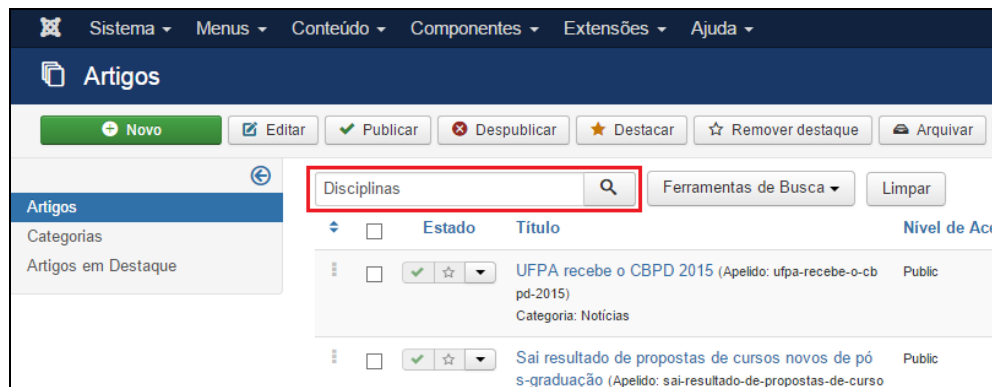 Sistema Menus Conteúdo Componentes Extensões Ajuda
Artigos
Novo Editar Publicar Despublicar Destacar Remover destaque Arquivar
Disciplinas Ferramentas de Busca Limpar
Artigos
Categorias
Artigos em Destaque
Estado Título Nível de Ace
UFPA recebe o CBPD 2015 (Apelido: ufpa-recebe-o-cb Public
pd-2015)
Categoria: Notícias
Sai resultado de propostas de cursos novos de pó Public
s-graduação (Apelido: sai-resultado-de-propostas-de-curso